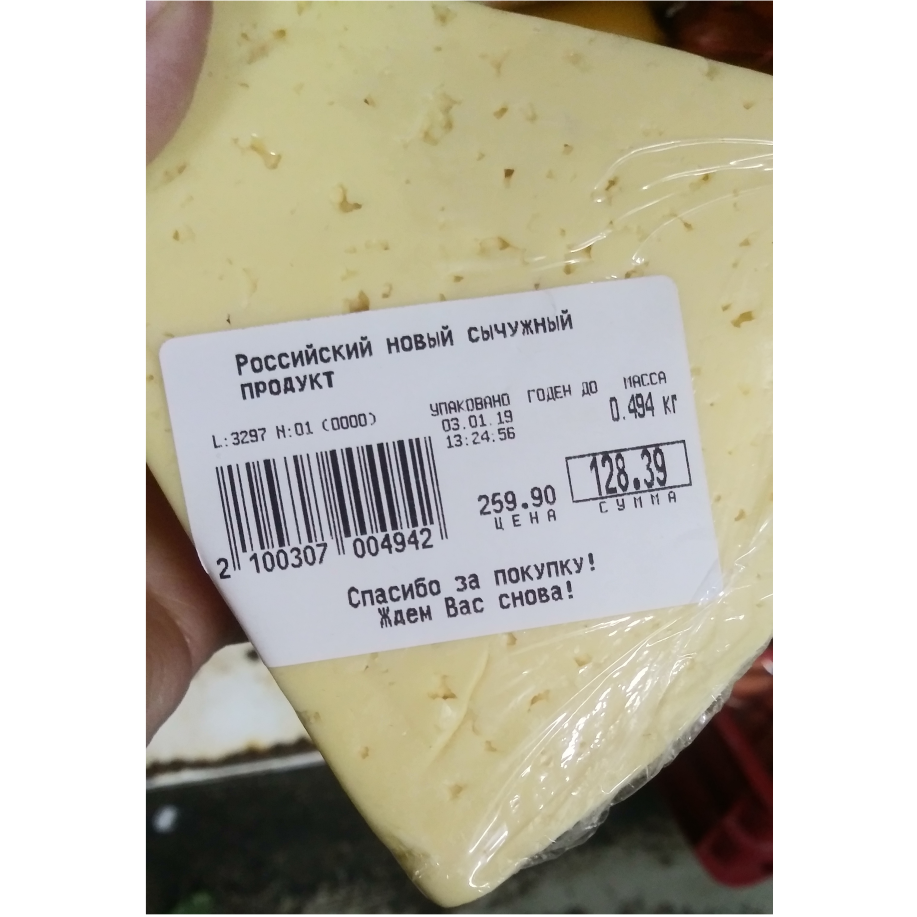 Российский новый сычужный
продукт
L:3297 N:01 (0000)
УПАКОВАНО ГОДЕН ДО МАССА
03.01.19 0.494 кг
13:24:56
259.90 128.39
ЦЕНА СУММА
2 100307 004942
Спасибо за покупку!
Ждем Вас снова!